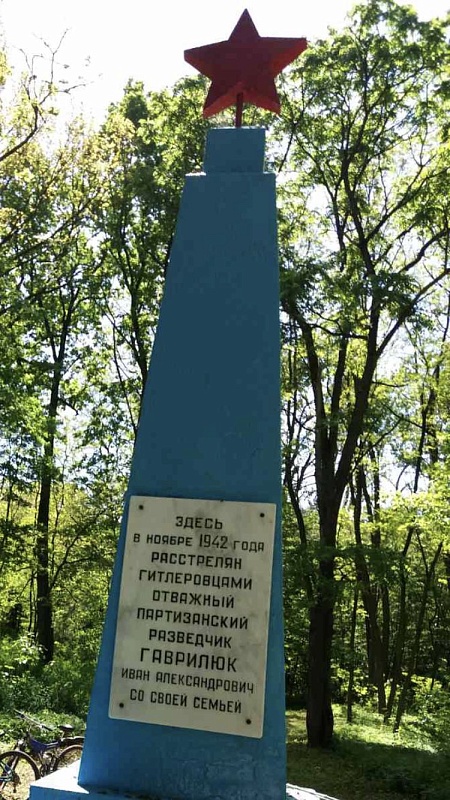 ЗДЕСЬ
В НОЯБРЕ 1942 ГОДА
РАССТРЕЛЯН
ГИТЛЕРОВЦАМИ
ОТВАЖНЫЙ
ПАРТИЗАНСКИЙ
РАЗВЕДЧИК
ГАВРИЛЮК
ИВАН АЛЕКСАНДРОВИЧ
СО СВОЕЙ СЕМЬЕЙ